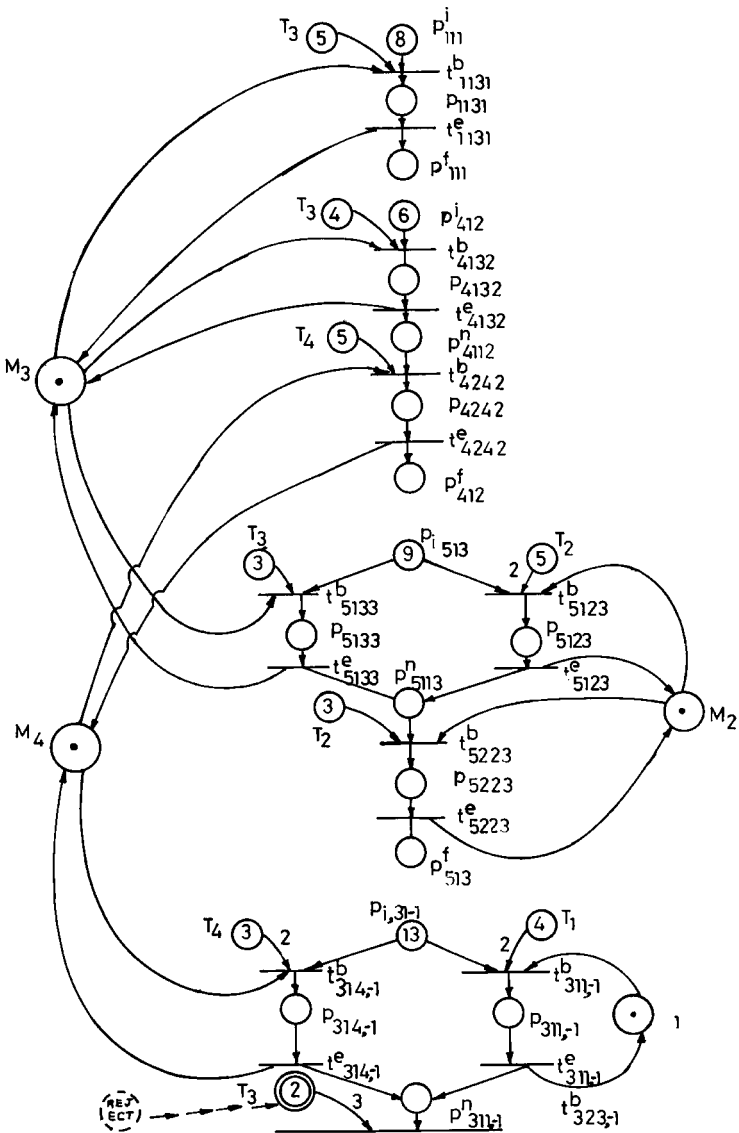 T3 5 8 p^i_111
t^b_1131
p_1131
t^e_1131
p^f_111
T3 4 6 p^i_412
t^b_4132
p_4132
t^e_4132
T4 5 p^n_4112
M3
t^b_4242
p_4242
t^e_4242
p^f_412
T3 3 9 p_i 513 2 5 T2
t^b_5133 t^b_5123
p_5133 p_5123
t^e_5133 p^n_5113 t^e_5123
M4 3 T2 M2
t^b_5223
p_5223
t^e_5223
p^f_513
p_i,31-1
T4 3 2 13 2 4 T1
t^b_314,-1 t^b_311,-1
p_314,-1 p_311,-1 1
t^e_314,-1 t^e_311,-1
REJ
ECT T3 2 3 p^n_311,-1 t^b_323,-1